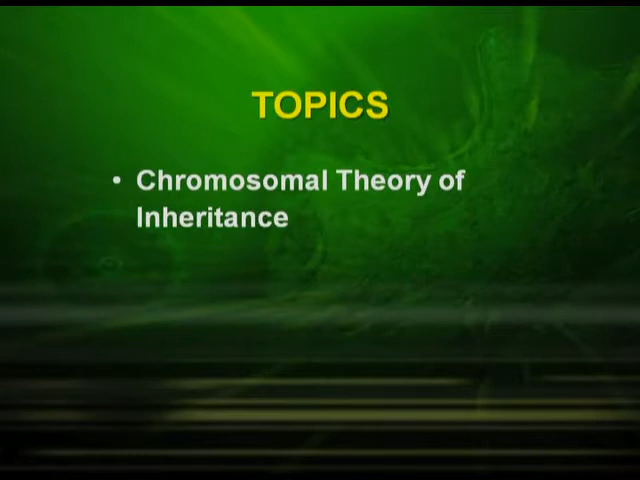 TOPICS
• Chromosomal Theory of
Inheritance